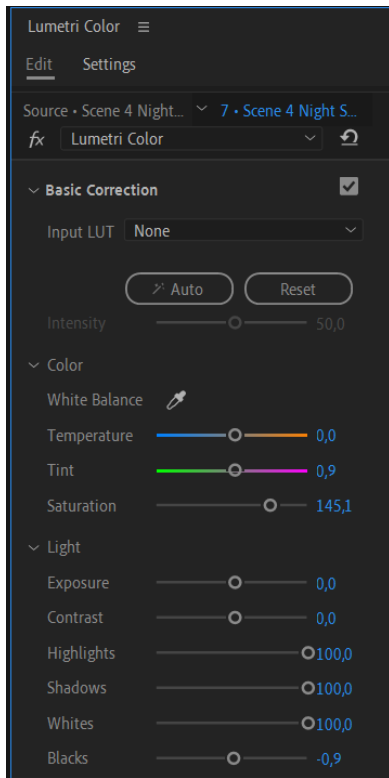 Lumetri Color
Edit Settings
Source • Scene 4 Night... 7 • Scene 4 Night S...
fx Lumetri Color
Basic Correction
Input LUT None
Auto Reset
Intensity 50,0
Color
White Balance
Temperature 0,0
Tint 0,9
Saturation 145,1
Light
Exposure 0,0
Contrast 0,0
Highlights 100,0
Shadows 100,0
Whites 100,0
Blacks -0,9